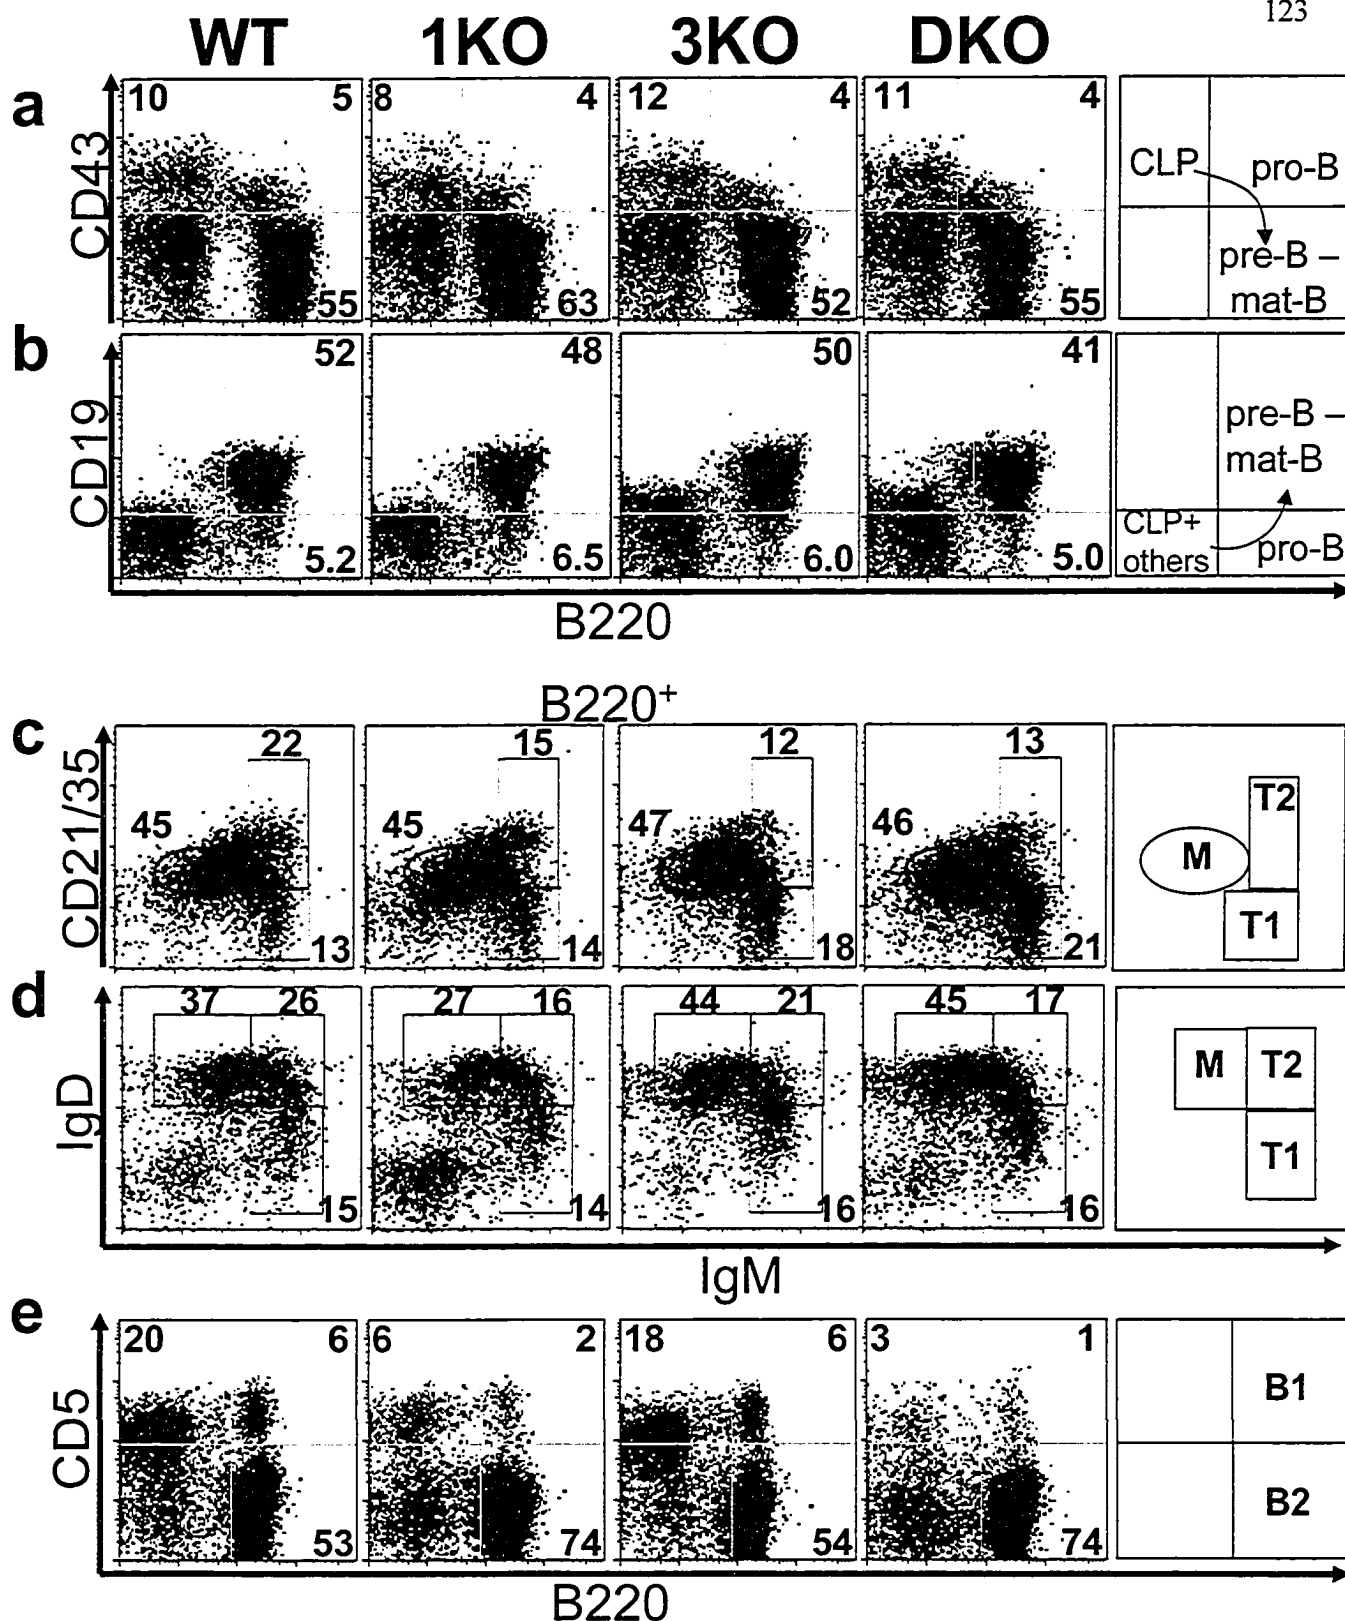 123
WT 1KO 3KO DKO
a
CD43
10 5 8 4 12 4 11 4
CLP pro-B
pre-B –
mat-B
55 63 52 55
b
CD19
52 48 50 41
pre-B –
mat-B
CLP+
others
pro-B
5.2 6.5 6.0 5.0
B220
B220+
c
CD21/35
22 15 12 13
45 45 47 46
T2
M
T1
13 14 18 21
d
IgD
37 26 27 16 44 21 45 17
M T2
T1
15 14 16 16
IgM
e
CD5
20 6 6 2 18 6 3 1
B1
B2
53 74 54 74
B220